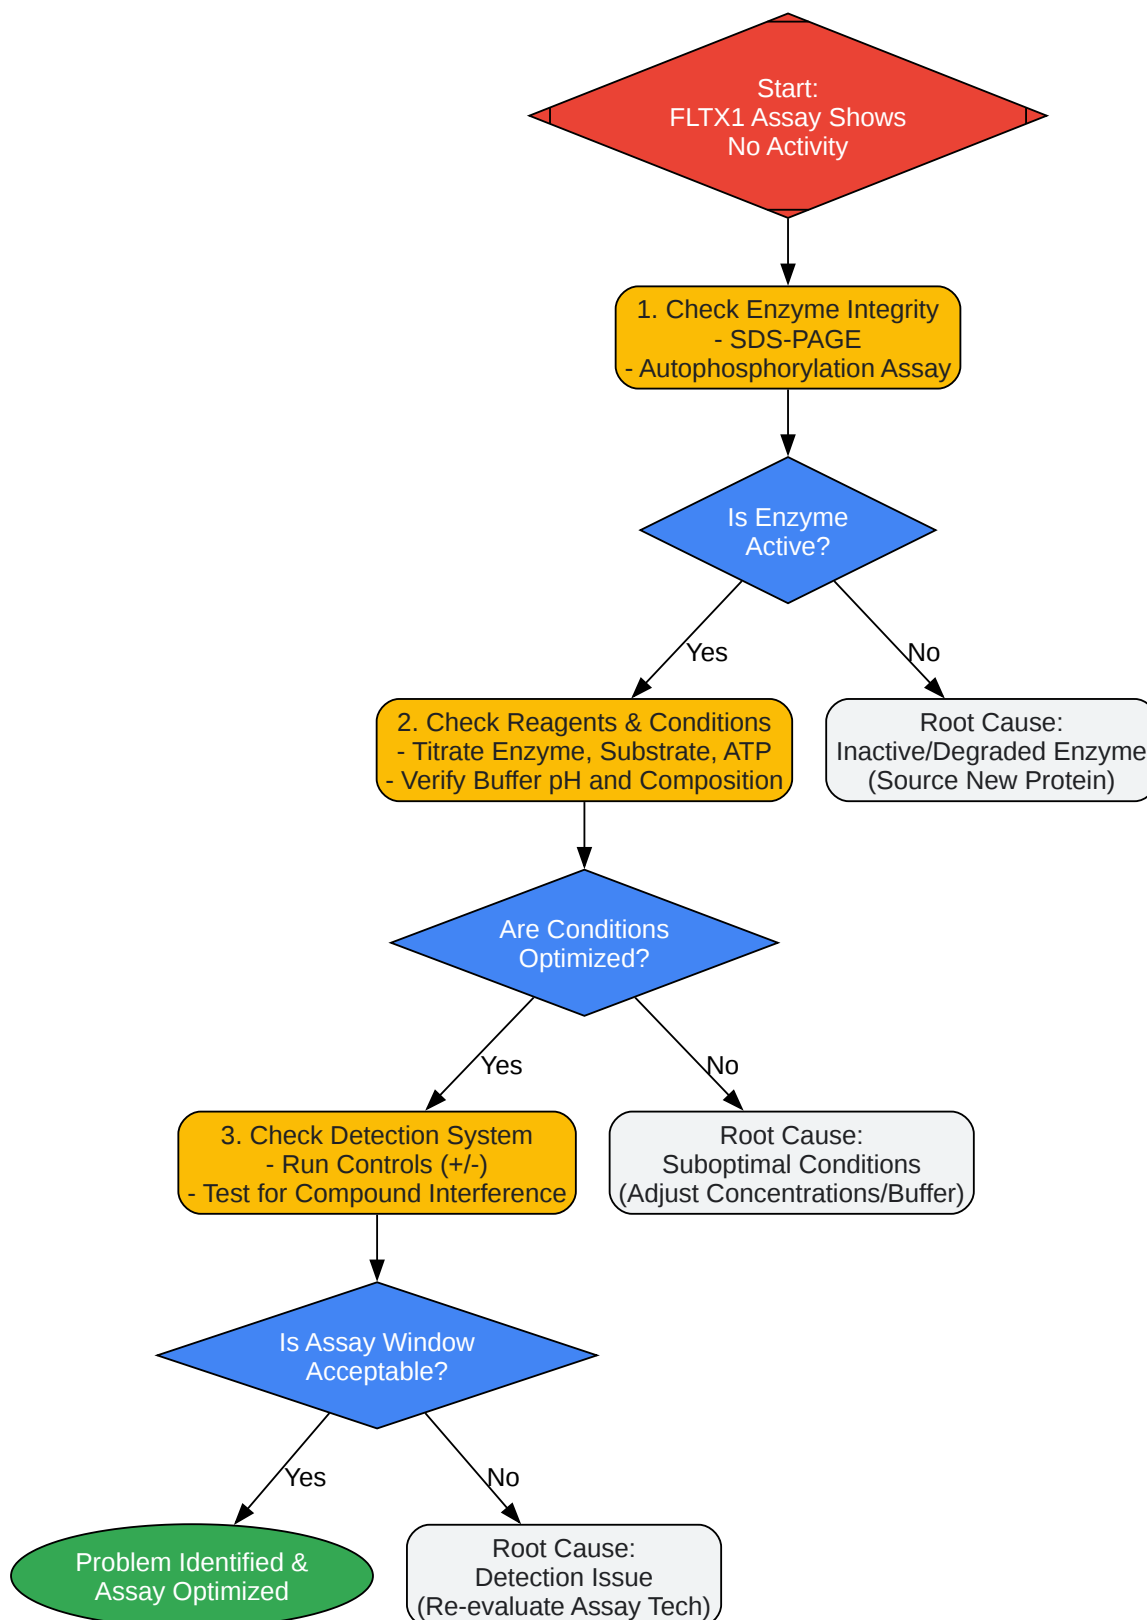 Start:
FLTX1 Assay Shows
No Activity
1. Check Enzyme Integrity
- SDS-PAGE
- Autophosphorylation Assay
Is Enzyme
Active?
Yes
No
2. Check Reagents & Conditions
- Titrate Enzyme, Substrate, ATP
- Verify Buffer pH and Composition
Root Cause:
Inactive/Degraded Enzyme
(Source New Protein)
Are Conditions
Optimized?
Yes
No
3. Check Detection System
- Run Controls (+/-)
- Test for Compound Interference
Root Cause:
Suboptimal Conditions
(Adjust Concentrations/Buffer)
Is Assay Window
Acceptable?
Yes
No
Problem Identified &
Assay Optimized
Root Cause:
Detection Issue
(Re-evaluate Assay Tech)